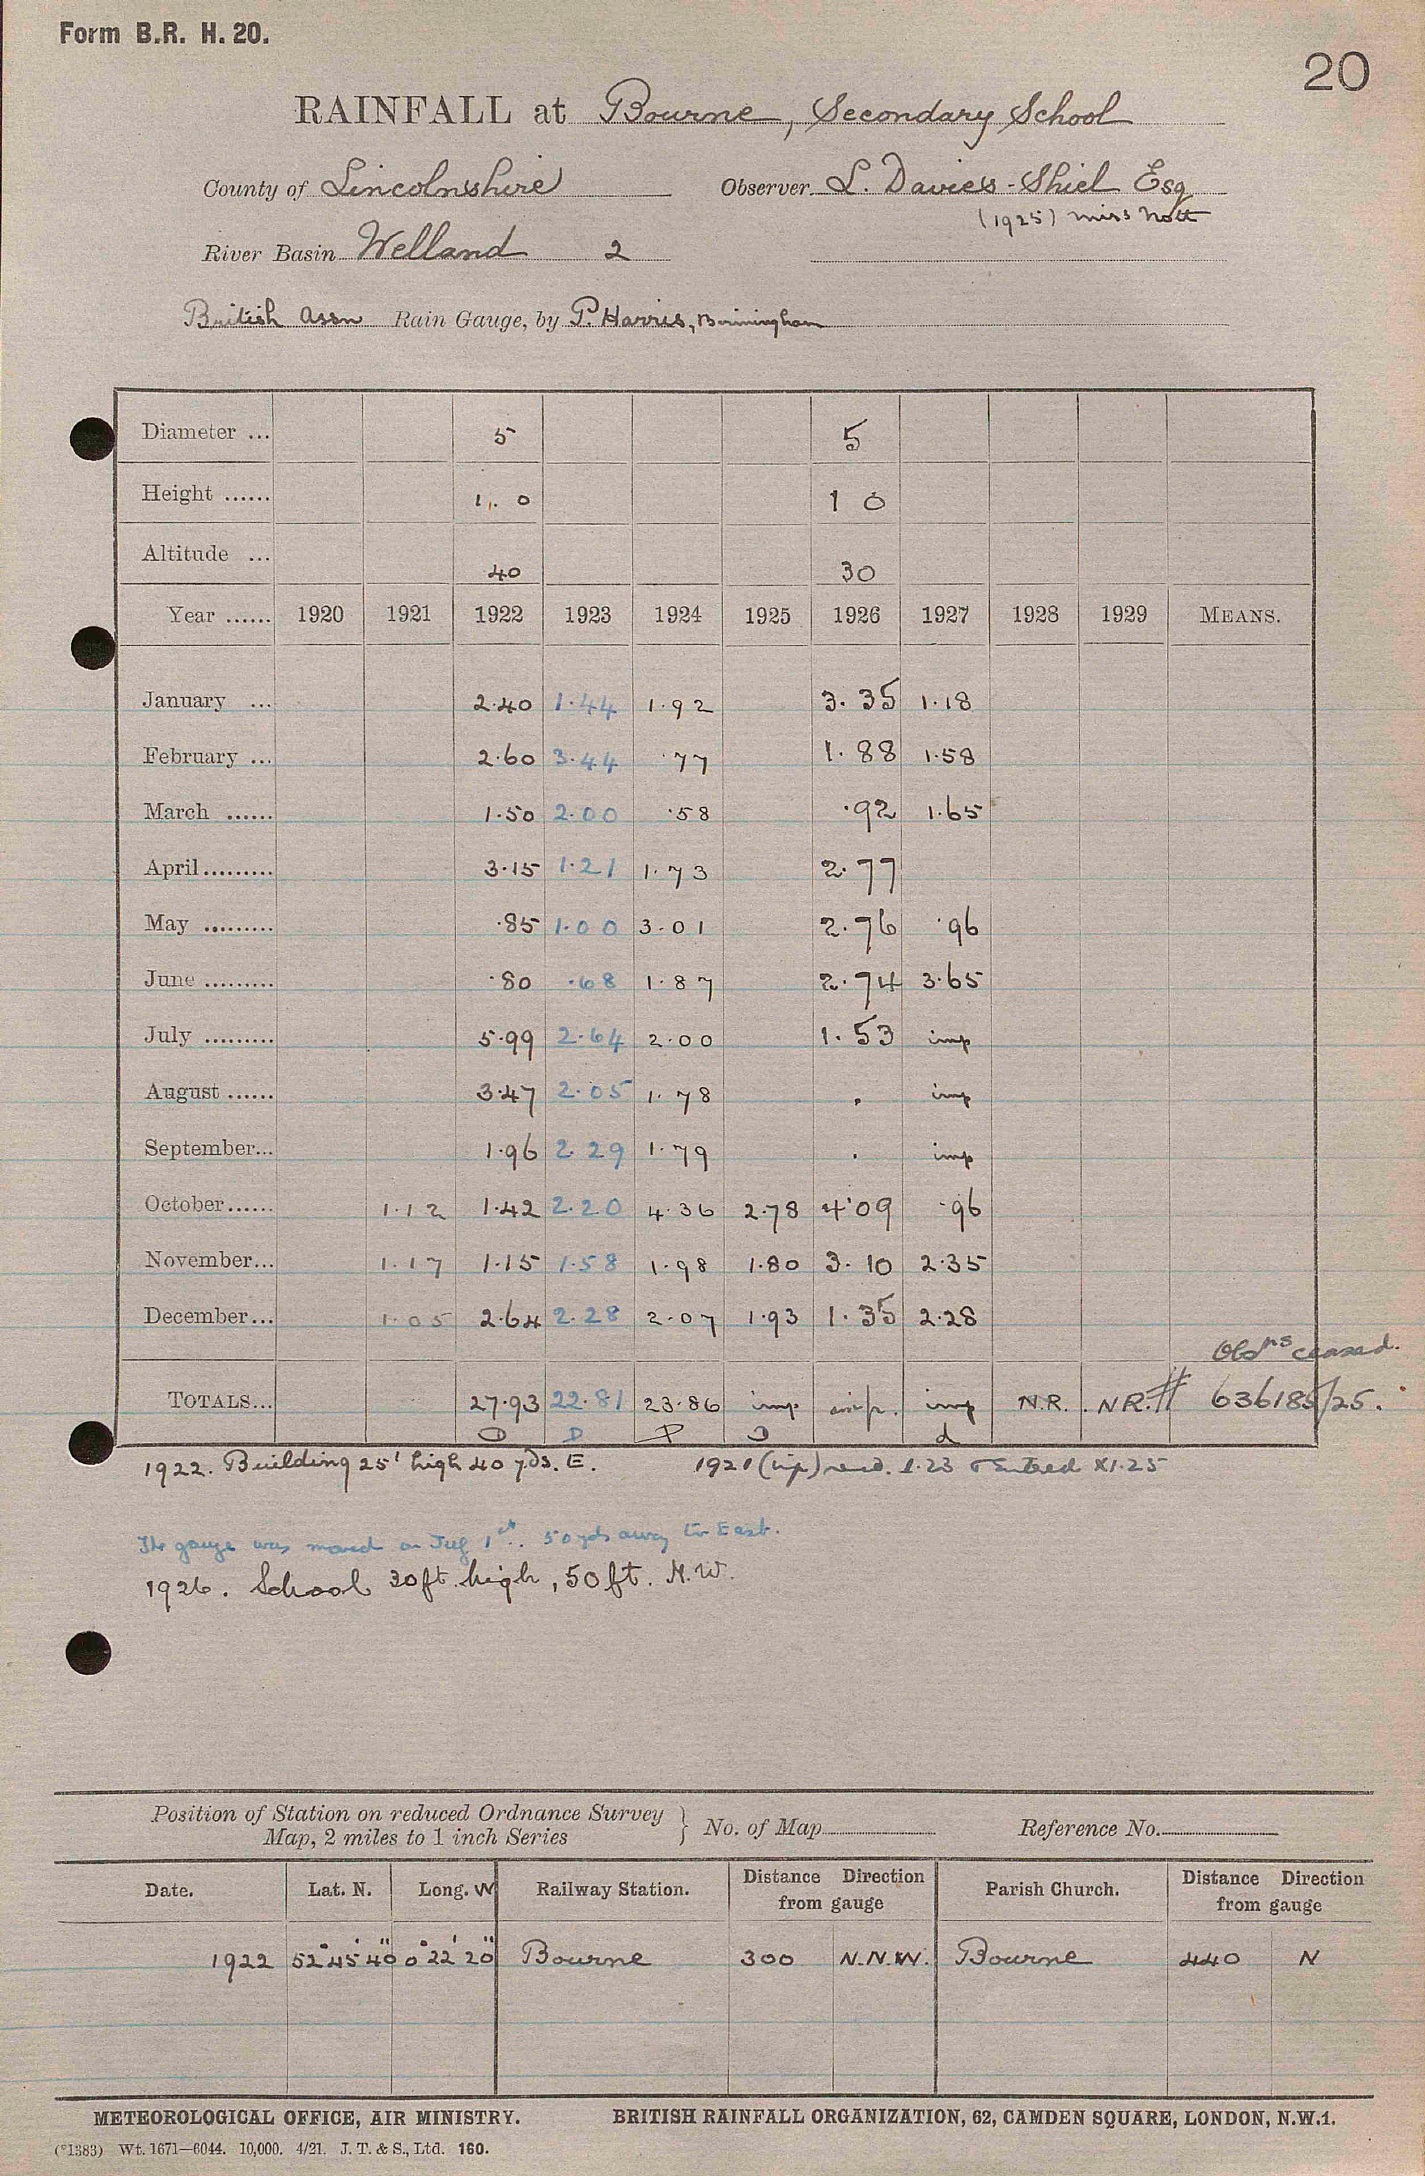 Form B.R. H. 20.
20
RAINFALL at Bourne, Secondary School
County of Lincolnshire Observer L. Davies-Shiel Esq
(1925) Miss Nott
River Basin Welland 2
British Assn Rain Gauge, by P. Harris, Birmingham
Diameter ... 5 5
Height ...... 1. 0 1 0
Altitude ... 40 30
Year ...... 1920 1921 1922 1923 1924 1925 1926 1927 1928 1929 MEANS.
January ... 2.40 1.44 1.92 3.35 1.18
February ... 2.60 3.44 .77 1.88 1.58
March ...... 1.50 2.00 .58 .92 1.65
April......... 3.15 1.21 1.73 2.77
May ......... .85 1.00 3.01 2.76 .96
June ......... .80 .68 1.87 2.74 3.65
July ......... 5.99 2.64 2.00 1.53 imp
August ...... 3.47 2.05 1.78 . imp
September... 1.96 2.29 1.79 . imp
October...... 1.12 1.42 2.20 4.36 2.78 4.09 .96
November... 1.17 1.15 1.58 1.98 1.80 3.10 2.35
December... 1.05 2.64 2.28 2.07 1.93 1.35 2.28
Obsns ceased.
TOTALS... 27.93 22.81 23.86 imp imp. imp N.R. N.R. # 636185/25.
D D P D d
1922. Building 25' high 40 yds. E. 1921 (in pp) read. 1.23 entered x1.25
The gauge was moved on July 1st. 50 yds away to East.
1926. School 30ft. high, 50 ft. N.W.
Position of Station on reduced Ordnance Survey
Map, 2 miles to 1 inch Series } No. of Map Reference No.
Date. Lat. N. Long. W Railway Station. Distance Direction from gauge Parish Church. Distance Direction from gauge
1922 52° 45' 40" 0° 22' 20" Bourne 300 N.N.W. Bourne 440 N
METEOROLOGICAL OFFICE, AIR MINISTRY. BRITISH RAINFALL ORGANIZATION, 62, CAMDEN SQUARE, LONDON, N.W.1.
(*1383) Wt. 1671—6044. 10,000. 4/21. J. T. & S., Ltd. 160.